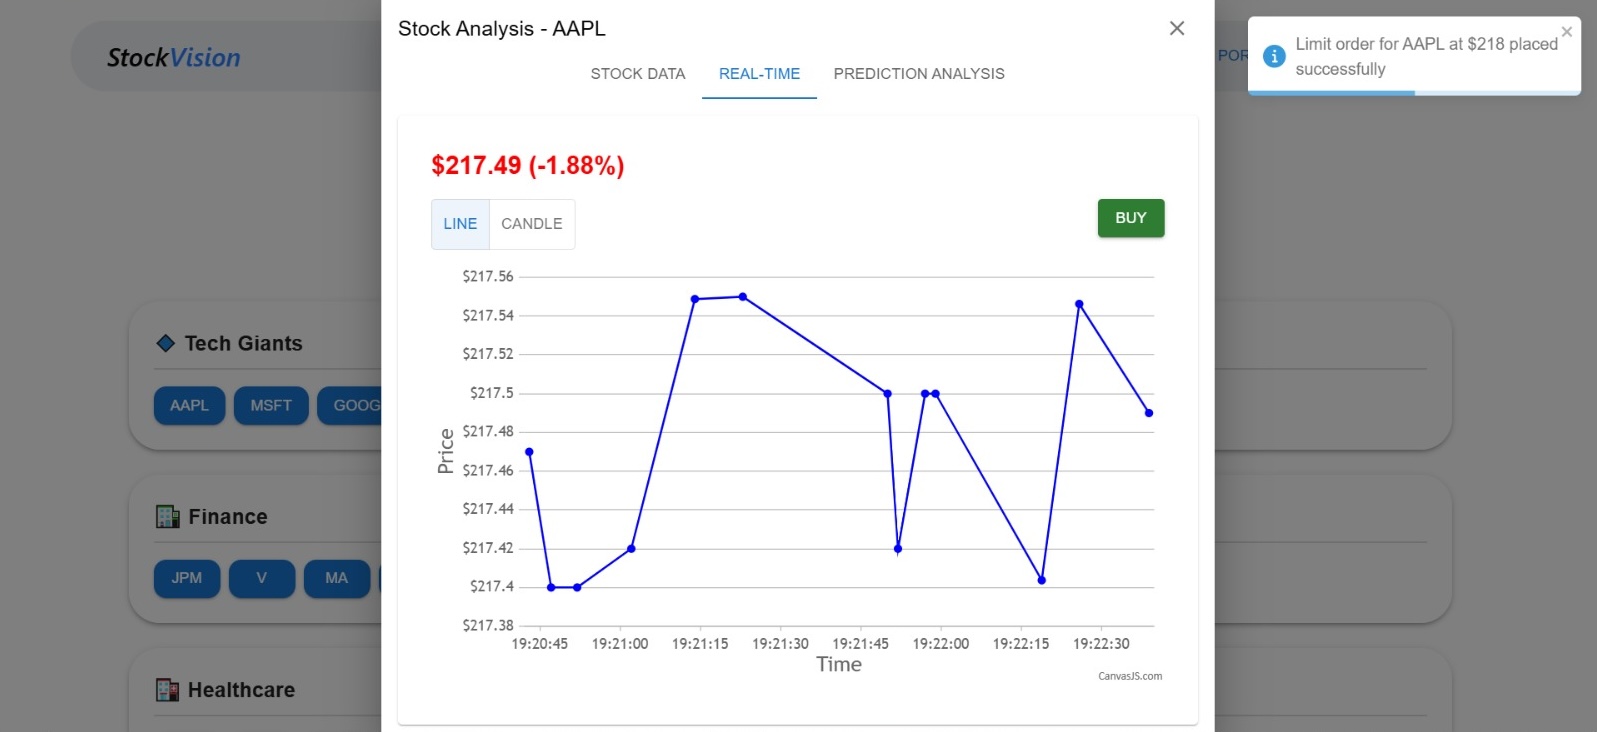 Stock Analysis - AAPL
StockVision
POR
Limit order for AAPL at $218 placed
successfully
STOCK DATA
REAL-TIME
PREDICTION ANALYSIS
$217.49 (-1.88%)
LINE
CANDLE
BUY
$217.56
$217.54
$217.52
$217.5
$217.48
$217.46
$217.44
$217.42
$217.4
$217.38
Price
19:20:45
19:21:00
19:21:15
19:21:30
19:21:45
19:22:00
19:22:15
19:22:30
Time
CanvasJS.com
Tech Giants
AAPL
MSFT
GOOG
Finance
JPM
V
MA
Healthcare